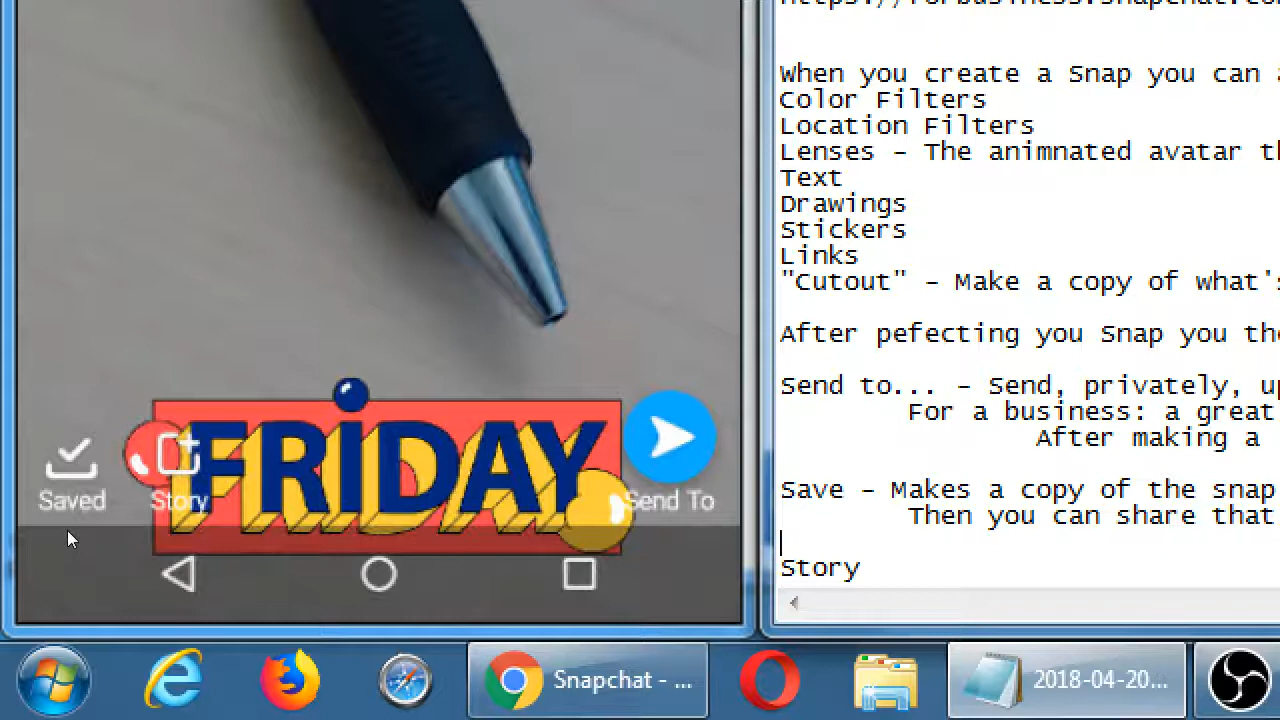 When you create a Snap you can
Color Filters
Location Filters
Lenses - The animnated avatar
Text
Drawings
Stickers
Links
"Cutout" - Make a copy of what's
After pefecting you Snap you
Send to... - Send, privately,
For a business: a great
After making a
Save - Makes a copy of the snap
Then you can share that
Story
FRIDAY
Saved
Story
Send To
Snapchat - ...
2018-04-20...